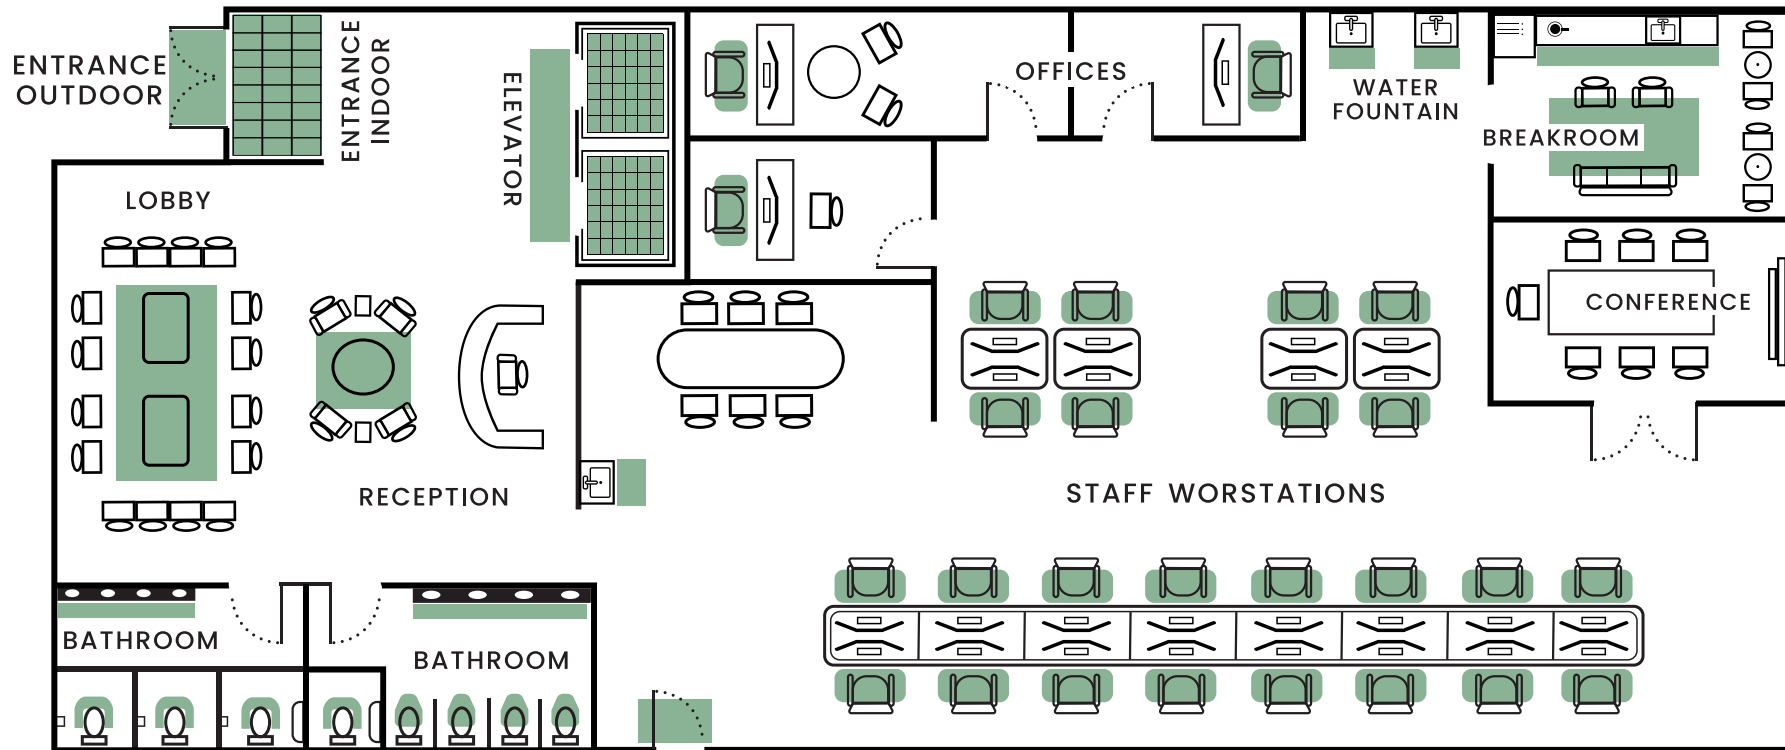 ENTRANCE
OUTDOOR
ENTRANCE
INDOOR
ELEVATOR
OFFICES
WATER
FOUNTAIN
BREAKROOM
LOBBY
CONFERENCE
RECEPTION
STAFF WORSTATIONS
BATHROOM
BATHROOM